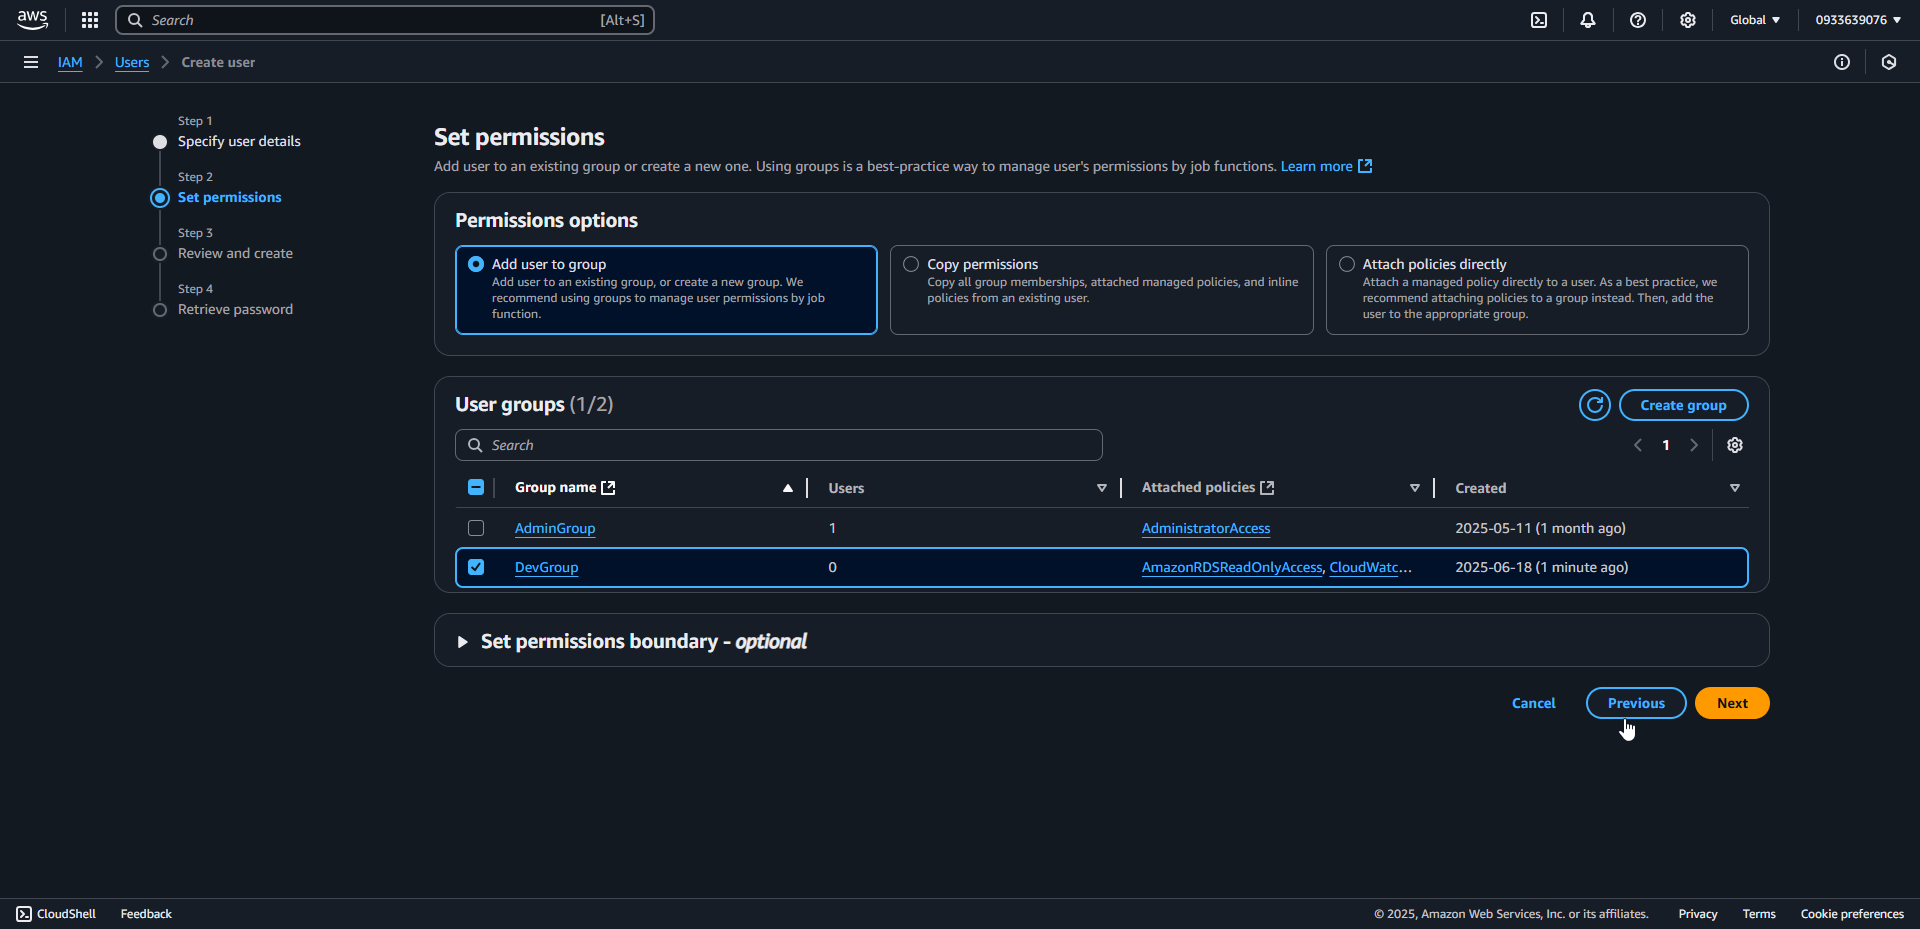 aws
Search [Alt+S]
Global
0933639076
IAM
Users
Create user
Step 1
Specify user details
Step 2
Set permissions
Step 3
Review and create
Step 4
Retrieve password
Set permissions
Add user to an existing group or create a new one. Using groups is a best-practice way to manage user's permissions by job functions. Learn more
Permissions options
Add user to group
Add user to an existing group, or create a new group. We
recommend using groups to manage user permissions by job
function.
Copy permissions
Copy all group memberships, attached managed policies, and inline
policies from an existing user.
Attach policies directly
Attach a managed policy directly to a user. As a best practice, we
recommend attaching policies to a group instead. Then, add the
user to the appropriate group.
User groups (1/2)
Create group
Search
1
Group name Users Attached policies Created
AdminGroup 1 AdministratorAccess 2025-05-11 (1 month ago)
DevGroup 0 AmazonRDSReadOnlyAccess, CloudWatc... 2025-06-18 (1 minute ago)
Set permissions boundary - optional
Cancel
Previous
Next
CloudShell
Feedback
© 2025, Amazon Web Services, Inc. or its affiliates.
Privacy
Terms
Cookie preferences